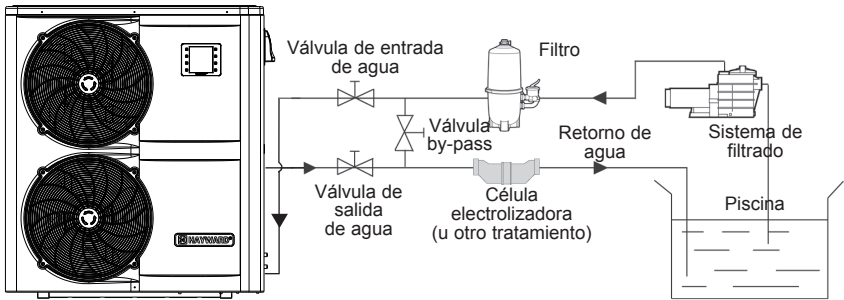 Válvula de entrada
de agua
Filtro
Válvula
by-pass
Retorno de
agua
Sistema de
filtrado
Válvula de
salida
de agua
Célula
electrolizadora
(u otro tratamiento)
Piscina
HAYWARD®